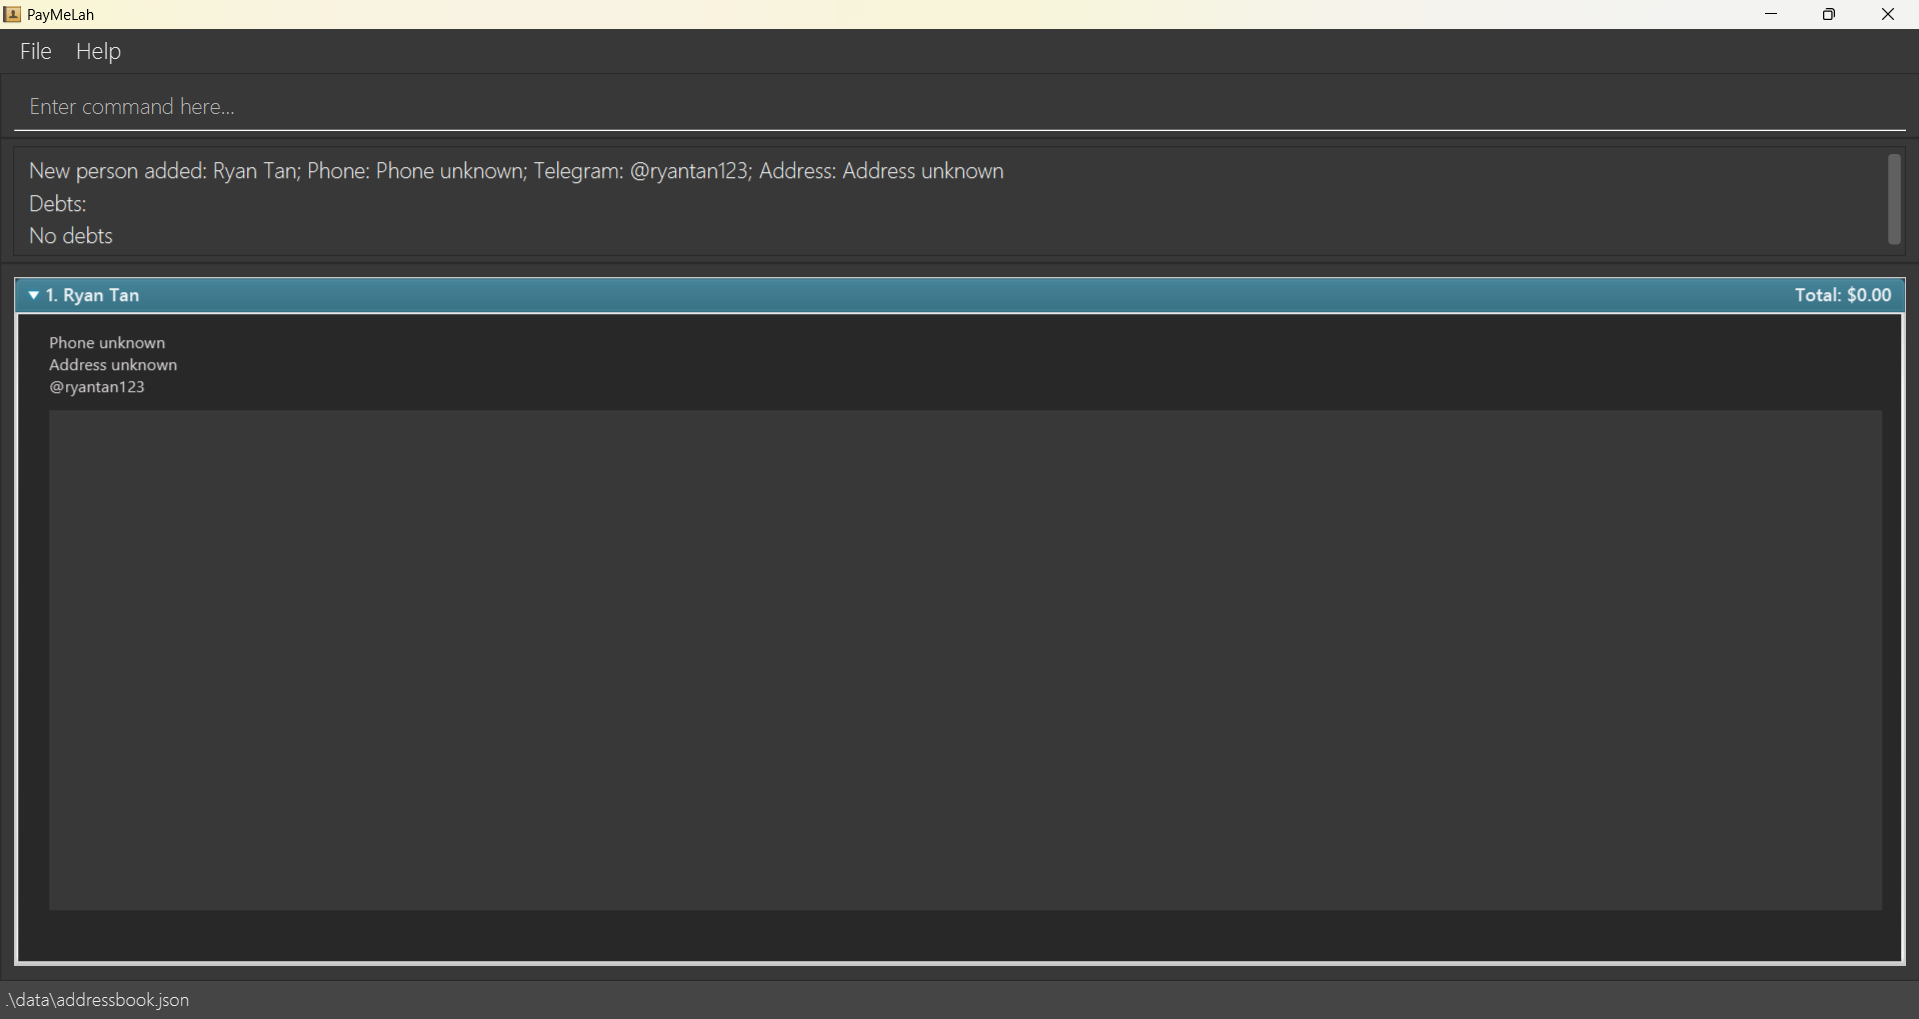 PayMeLah
File Help
Enter command here...
New person added: Ryan Tan; Phone: Phone unknown; Telegram: @ryantan123; Address: Address unknown
Debts:
No debts
1. Ryan Tan Total: $0.00
Phone unknown
Address unknown
@ryantan123
.\data\addressbook.json